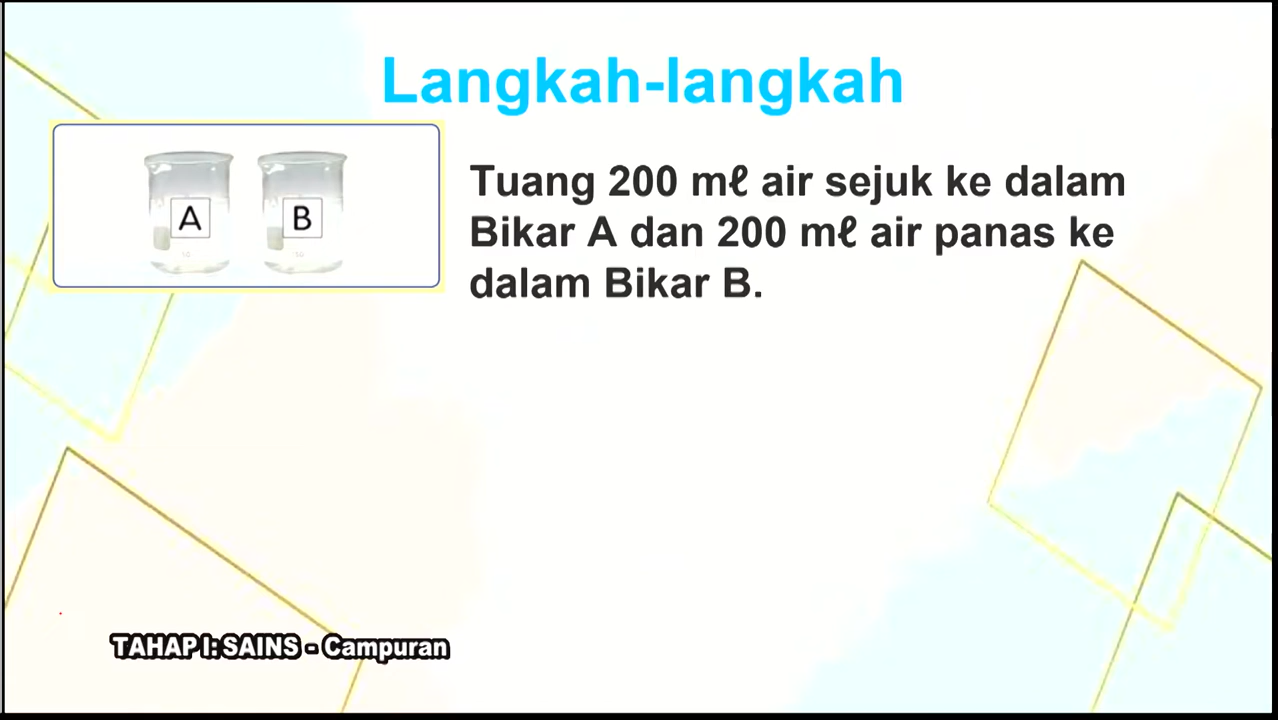 Langkah-langkah
A
B
Tuang 200 mℓ air sejuk ke dalam
Bikar A dan 200 mℓ air panas ke
dalam Bikar B.
TAHAP I: SAINS - Campuran